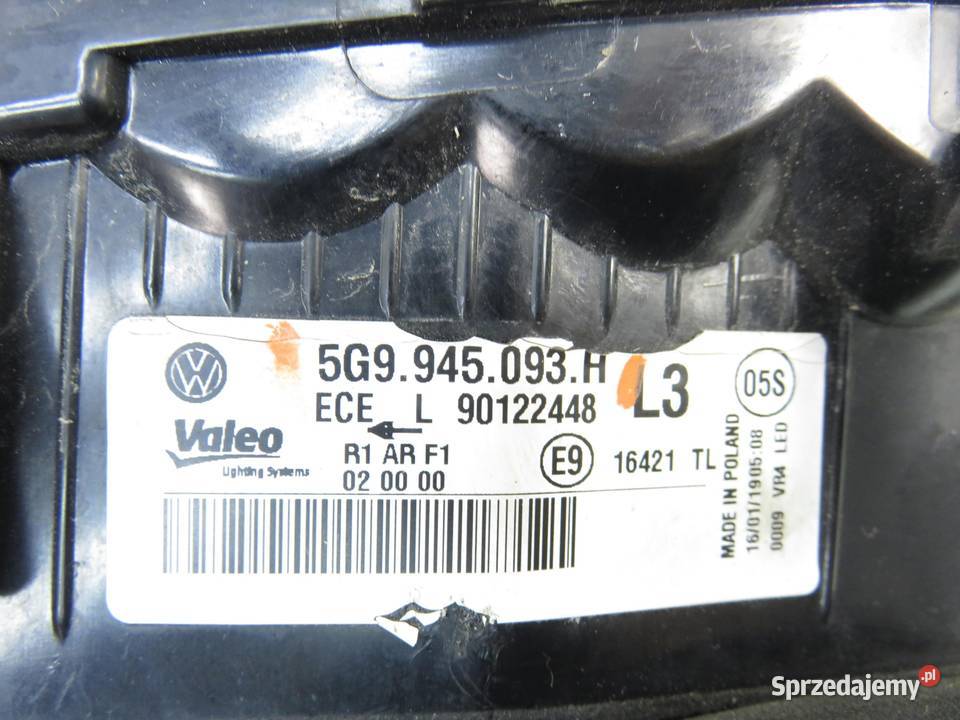 5G9.945.093.H L3 05S
ECE L 90122448
Valeo
Lighting Systems
R1 AR F1
02 00 00
E9 16421 TL
MADE IN POLAND
16/01/1905:08
0009 VR4 LED
Sprzedajemy.pl